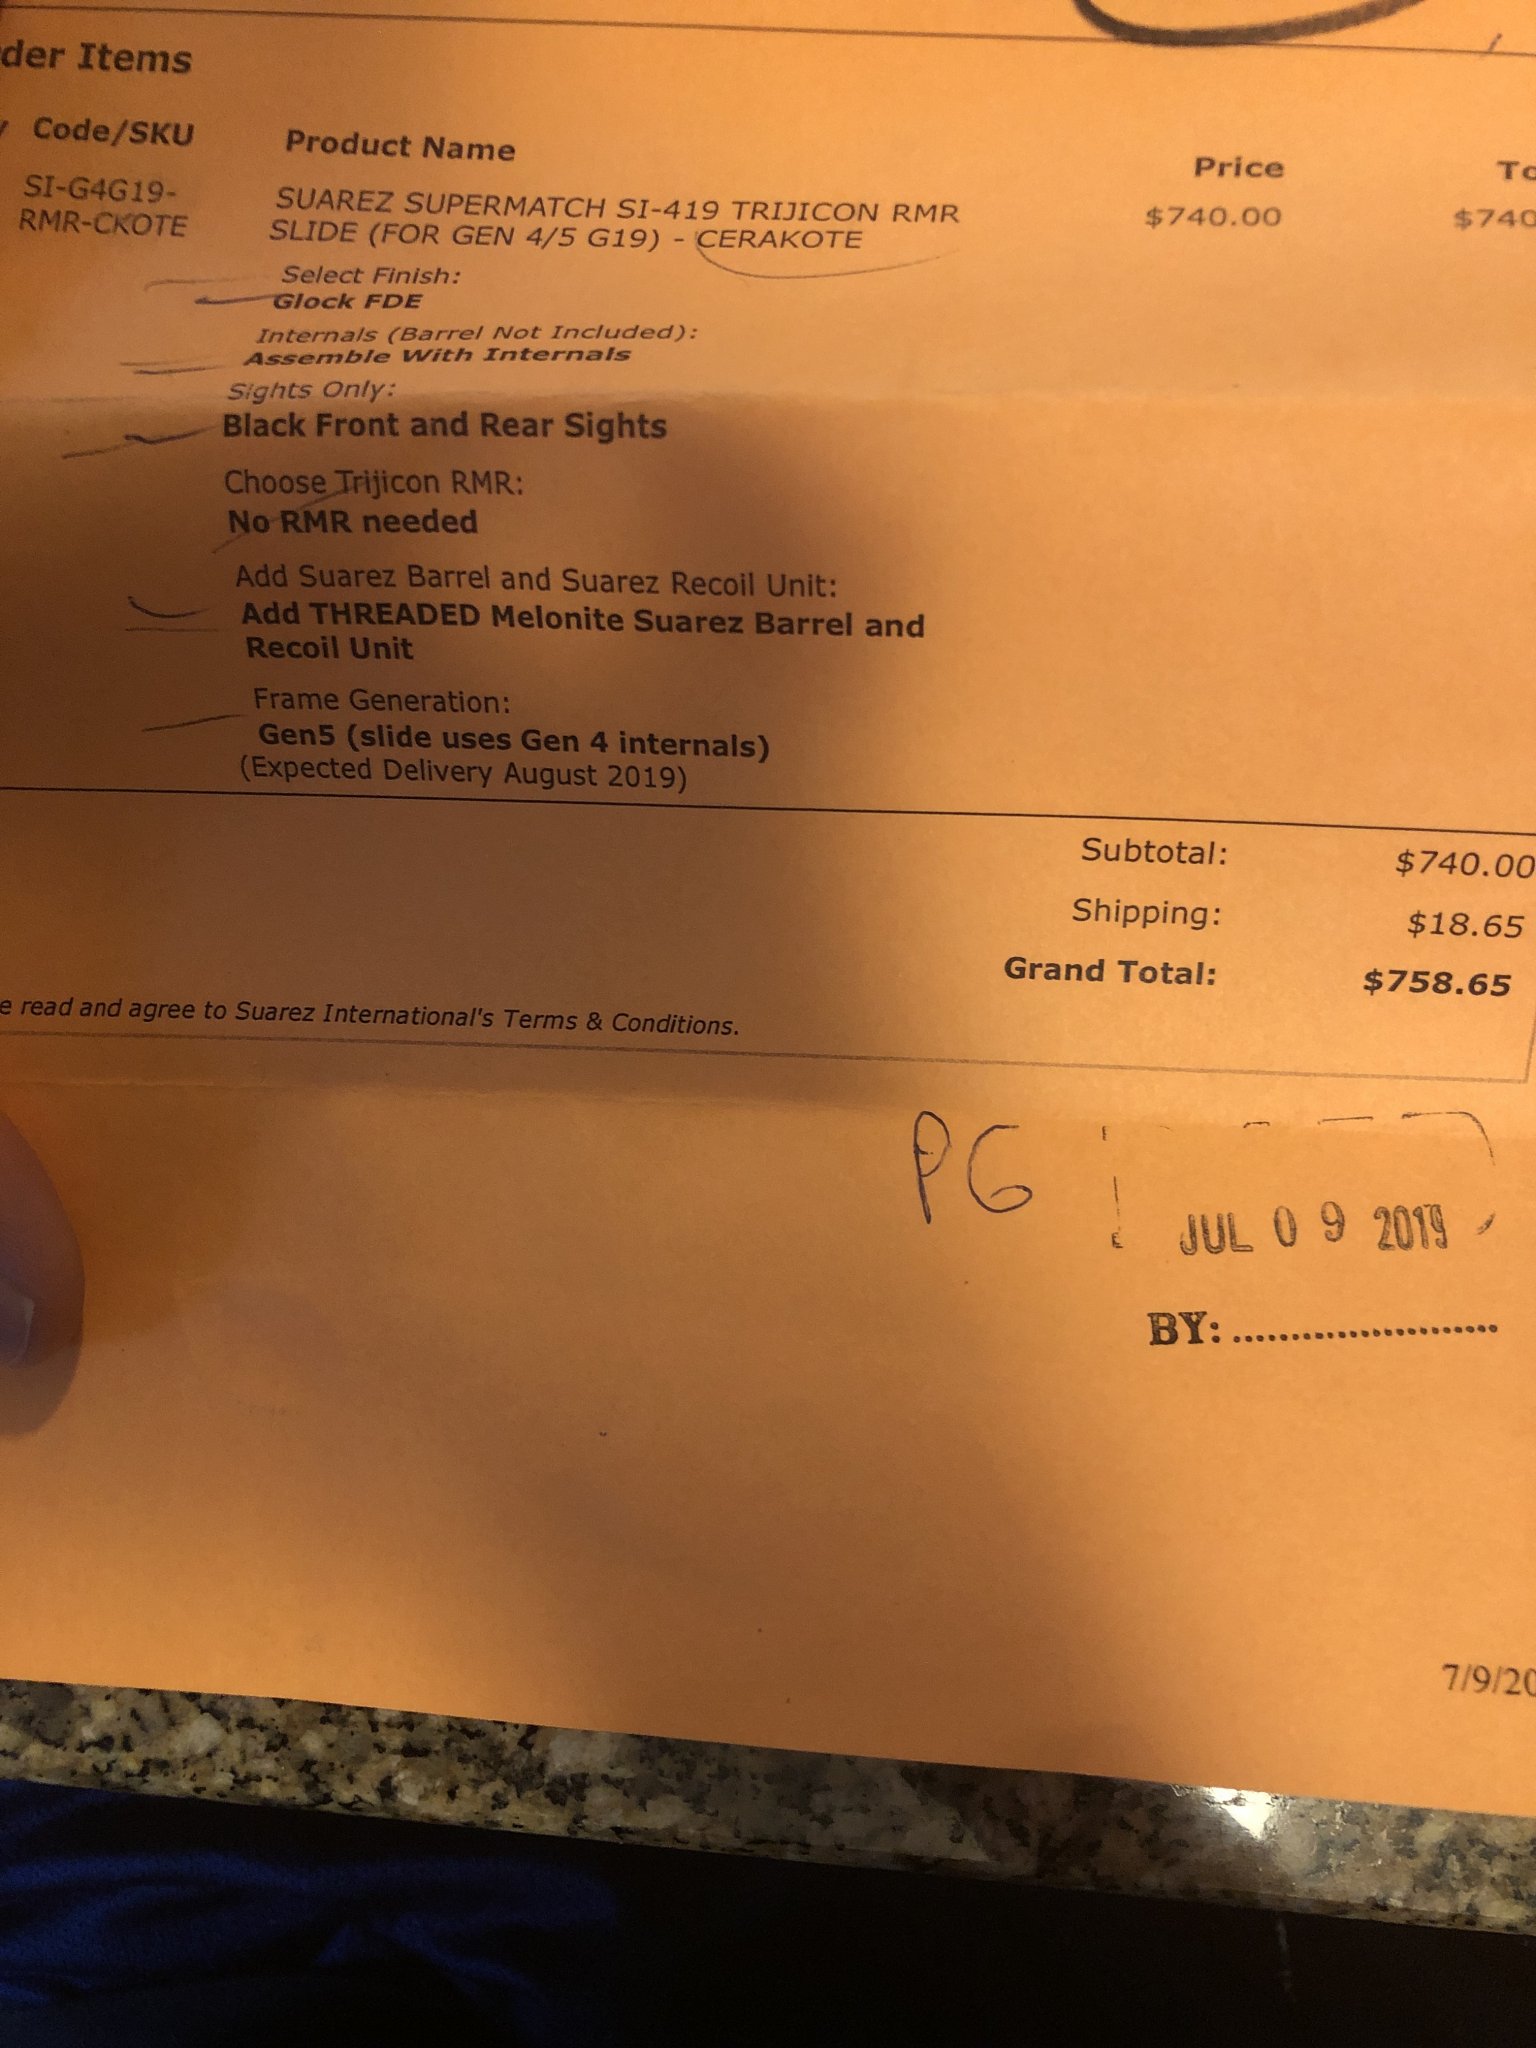 der Items
Code/SKU Product Name Price To
SI-G4G19-
RMR-CKOTE
SUAREZ SUPERMATCH SI-419 TRIJICON RMR $740.00 $740
SLIDE (FOR GEN 4/5 G19) - CERAKOTE
Select Finish:
Glock FDE
Internals (Barrel Not Included):
Assemble With Internals
Sights Only:
Black Front and Rear Sights
Choose Trijicon RMR:
No RMR needed
Add Suarez Barrel and Suarez Recoil Unit:
Add THREADED Melonite Suarez Barrel and
Recoil Unit
Frame Generation:
Gen5 (slide uses Gen 4 internals)
(Expected Delivery August 2019)
Subtotal: $740.00
Shipping: $18.65
Grand Total: $758.65
e read and agree to Suarez International's Terms & Conditions.
PG
JUL 09 2019
BY: ........................
7/9/20